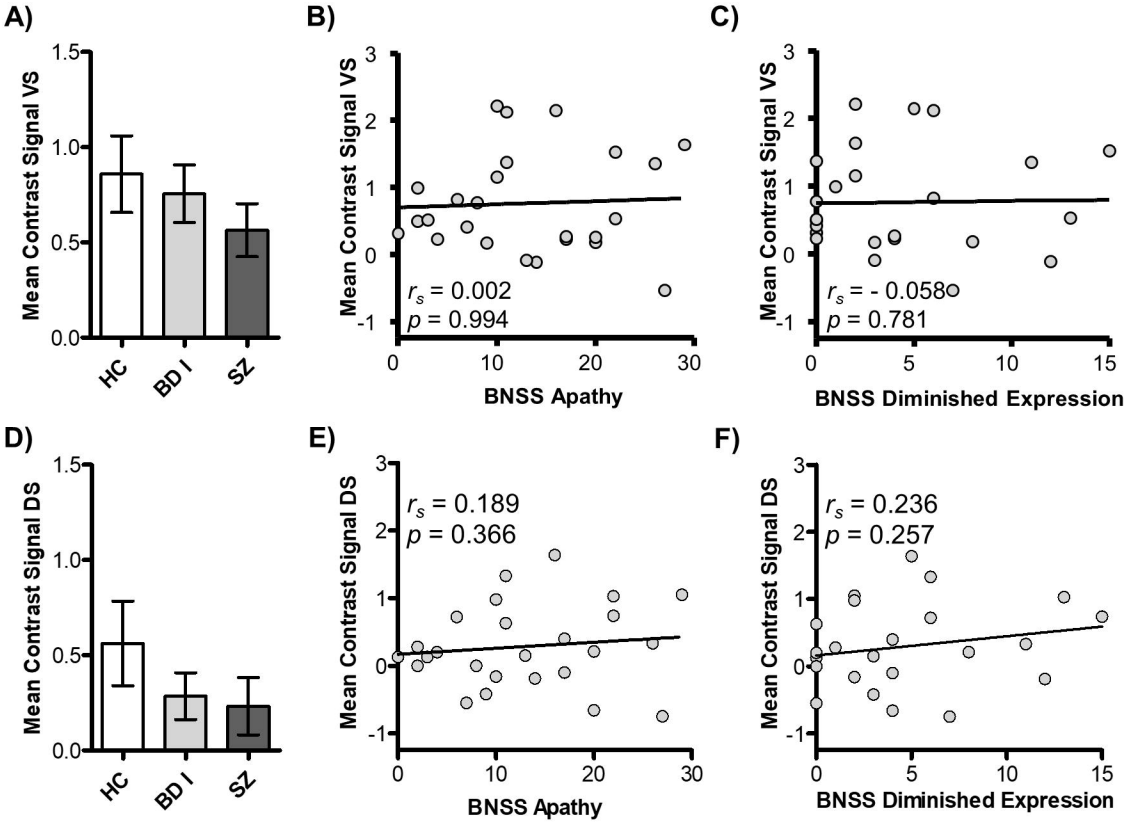 A)
Mean Contrast Signal VS
1.5
1.0
0.5
0.0
HC
BD I
SZ
B)
Mean Contrast Signal VS
3
2
1
0
-1
r_s = 0.002
p = 0.994
0
10
20
30
BNSS Apathy
C)
Mean Contrast Signal VS
3
2
1
0
-1
r_s = - 0.058
p = 0.781
0
5
10
15
BNSS Diminished Expression
D)
Mean Contrast Signal DS
1.5
1.0
0.5
0.0
HC
BD I
SZ
E)
Mean Contrast Signal DS
3
2
1
0
-1
r_s = 0.189
p = 0.366
0
10
20
30
BNSS Apathy
F)
Mean Contrast Signal DS
3
2
1
0
-1
r_s = 0.236
p = 0.257
0
5
10
15
BNSS Diminished Expression